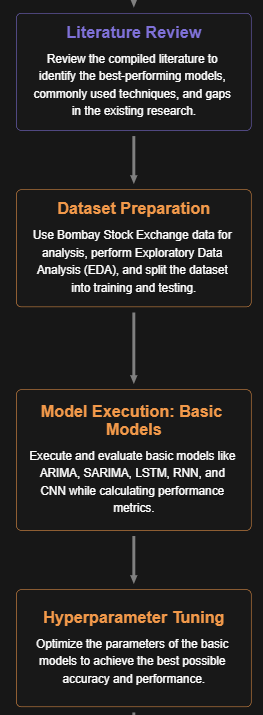 Literature Review
Review the compiled literature to
identify the best-performing models,
commonly used techniques, and gaps
in the existing research.
Dataset Preparation
Use Bombay Stock Exchange data for
analysis, perform Exploratory Data
Analysis (EDA), and split the dataset
into training and testing.
Model Execution: Basic
Models
Execute and evaluate basic models like
ARIMA, SARIMA, LSTM, RNN, and
CNN while calculating performance
metrics.
Hyperparameter Tuning
Optimize the parameters of the basic
models to achieve the best possible
accuracy and performance.